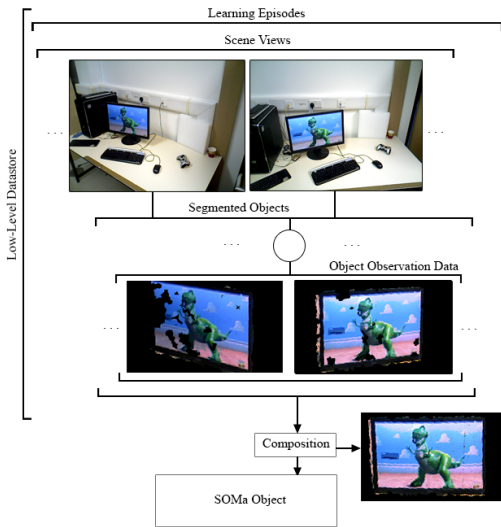 Learning Episodes
Scene Views
Low-Level Datastore
Segmented Objects
Object Observation Data
Composition
SOMa Object